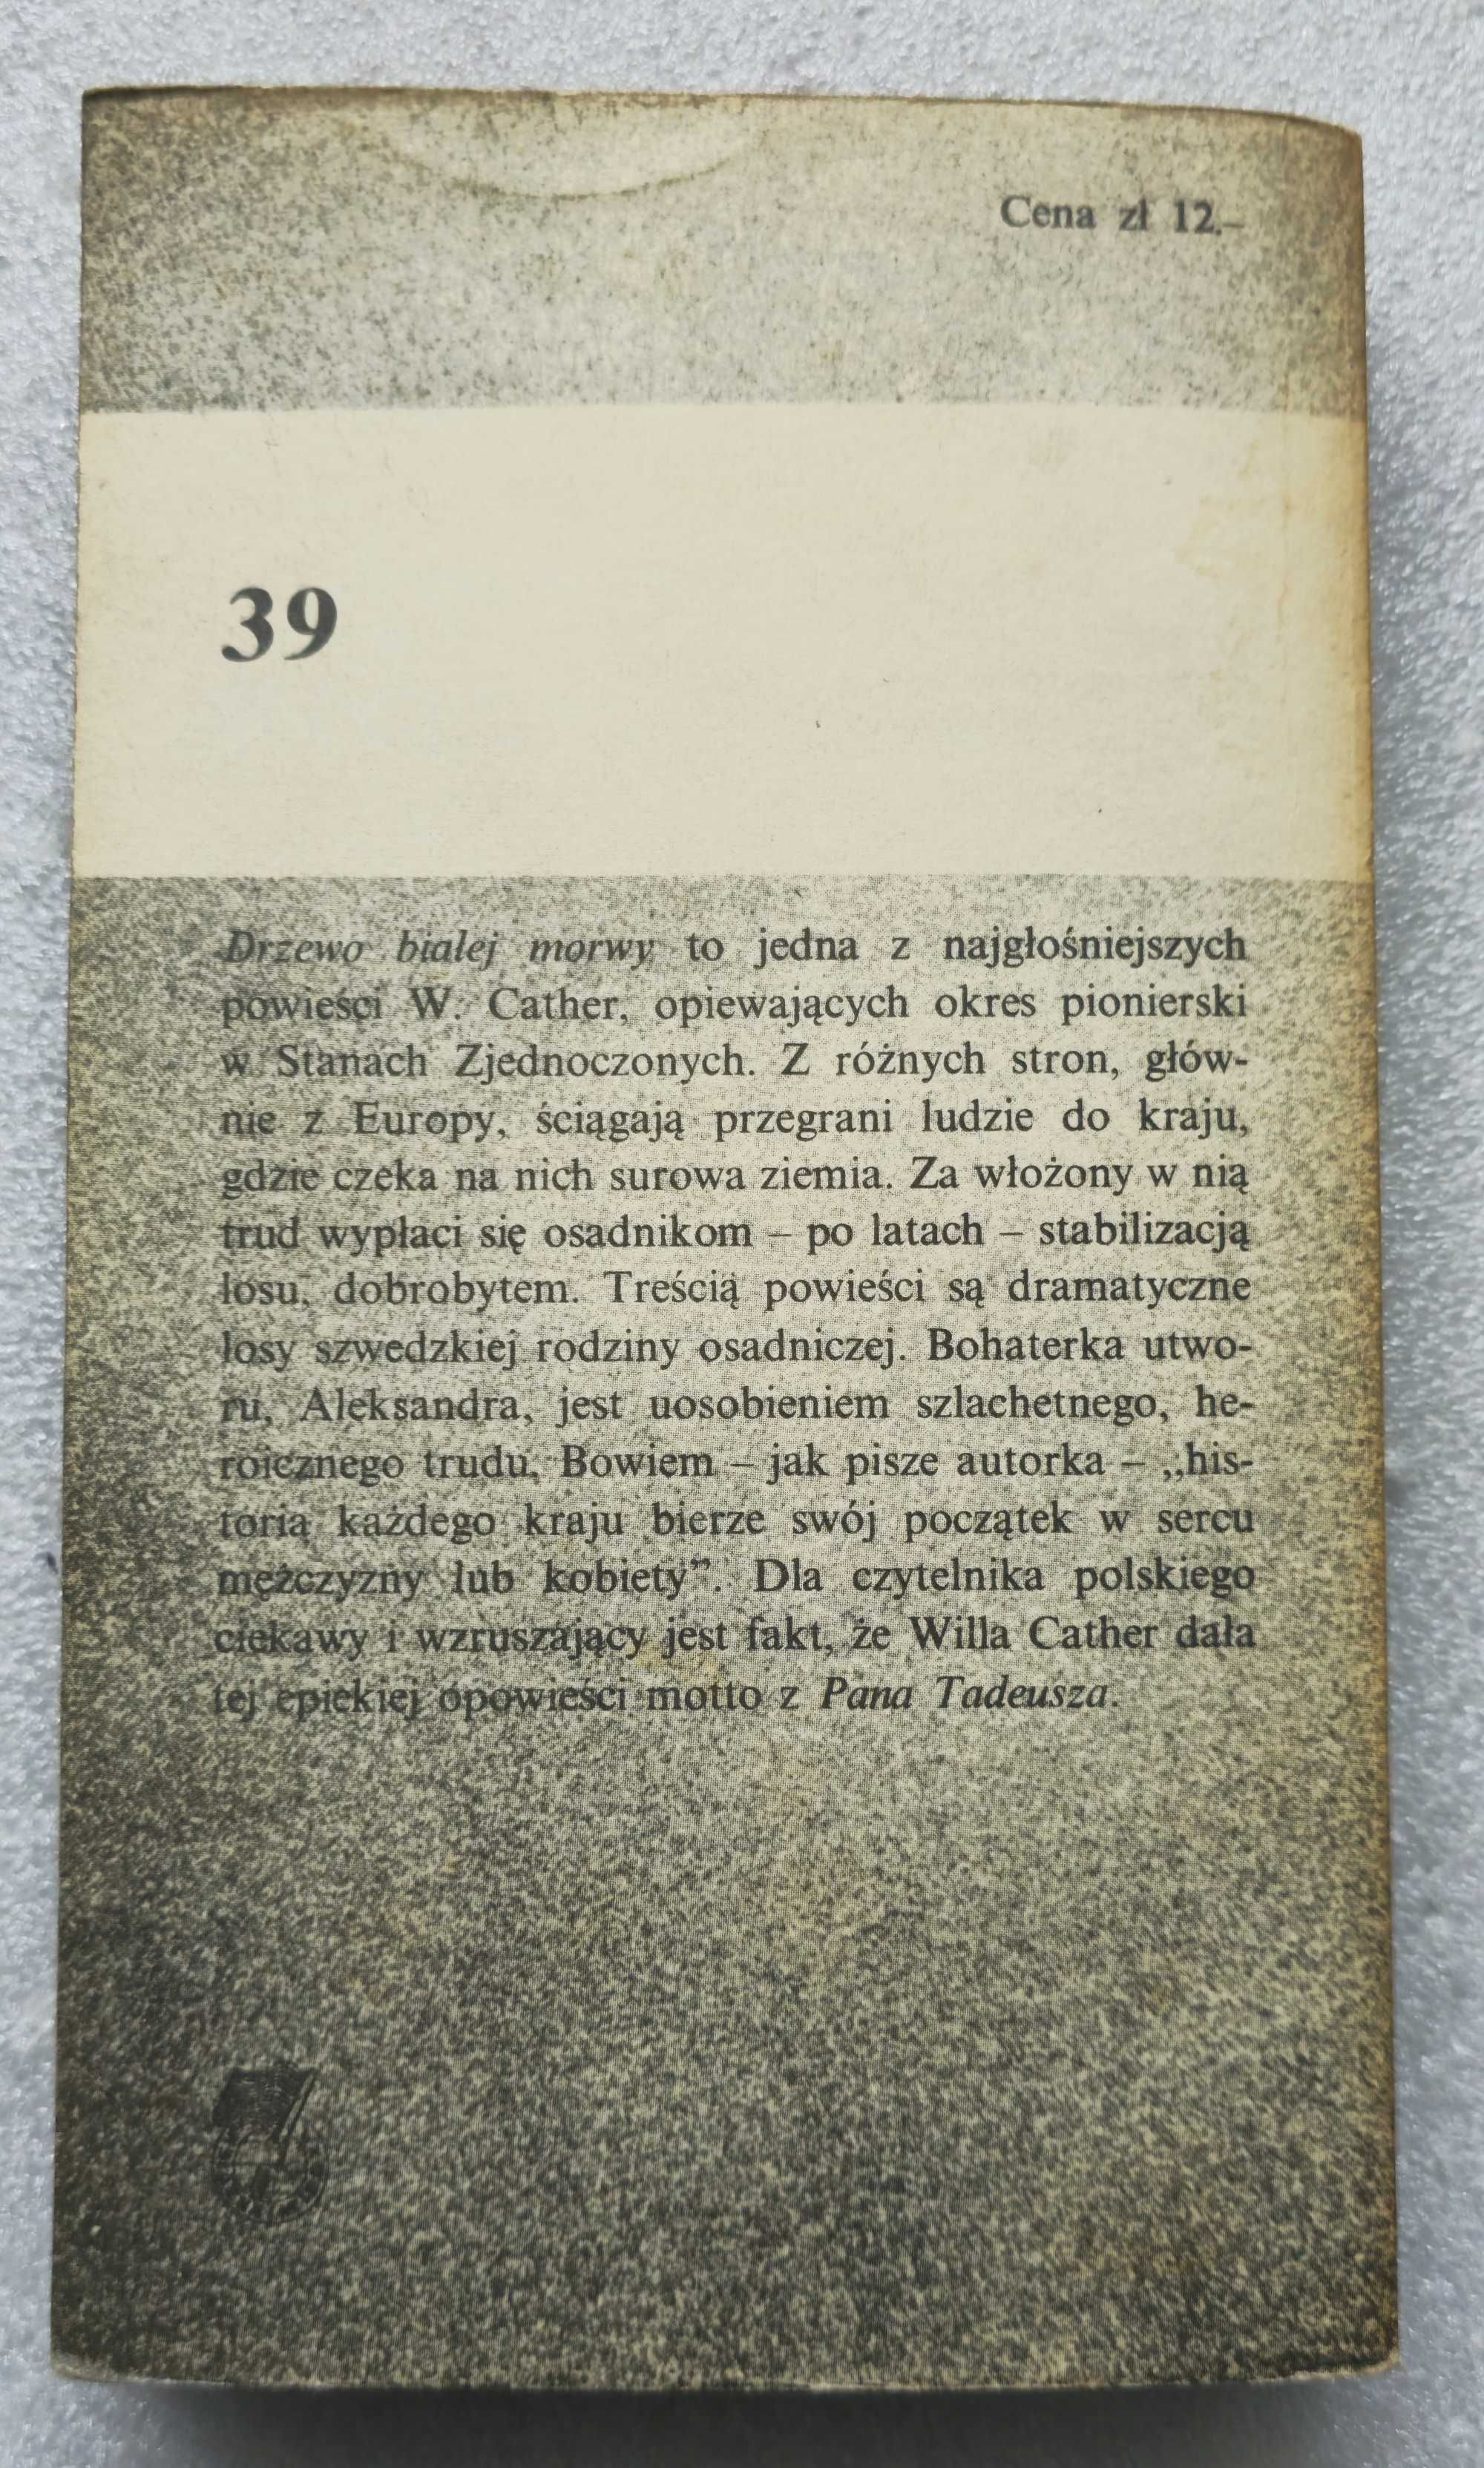 Cena zł 12.–
39
Drzewo białej morwy to jedna z najgłośniejszych
powieści W. Cather, opiewających okres pionierski
w Stanach Zjednoczonych. Z różnych stron, głów-
nie z Europy, ściągają przegrani ludzie do kraju,
gdzie czeka na nich surowa ziemia. Za włożony w nią
trud wypłaci się osadnikom – po latach – stabilizacją
losu, dobrobytem. Treścią powieści są dramatyczne
losy szwedzkiej rodziny osadniczej. Bohaterka utwo-
ru, Aleksandra, jest uosobieniem szlachetnego, he-
roicznego trudu. Bowiem – jak pisze autorka – „his-
toria każdego kraju bierze swój początek w sercu
mężczyzny lub kobiety”. Dla czytelnika polskiego
ciekawy i wzruszający jest fakt, że Willa Cather dała
tej epickiej opowieści motto z Pana Tadeusza.